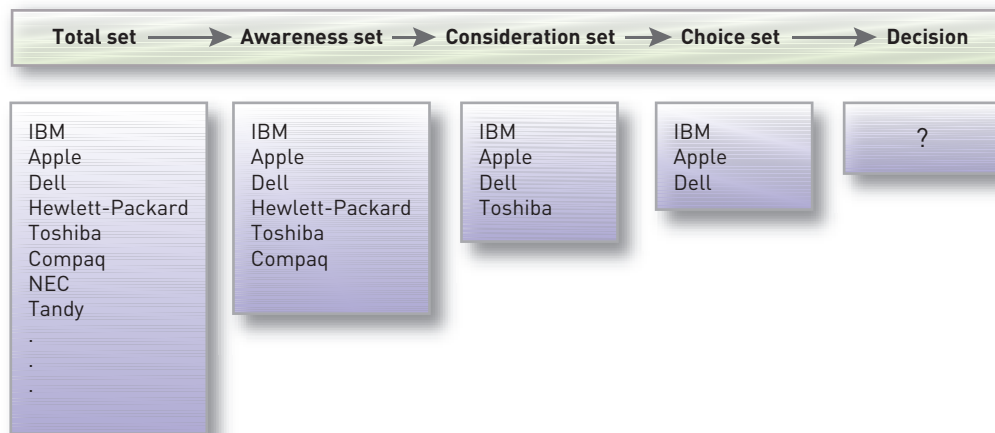 Total set Awareness set Consideration set Choice set Decision
IBM
Apple
Dell
Hewlett-Packard
Toshiba
Compaq
NEC
Tandy
.
.
.
IBM
Apple
Dell
Hewlett-Packard
Toshiba
Compaq
IBM
Apple
Dell
Toshiba
IBM
Apple
Dell
?